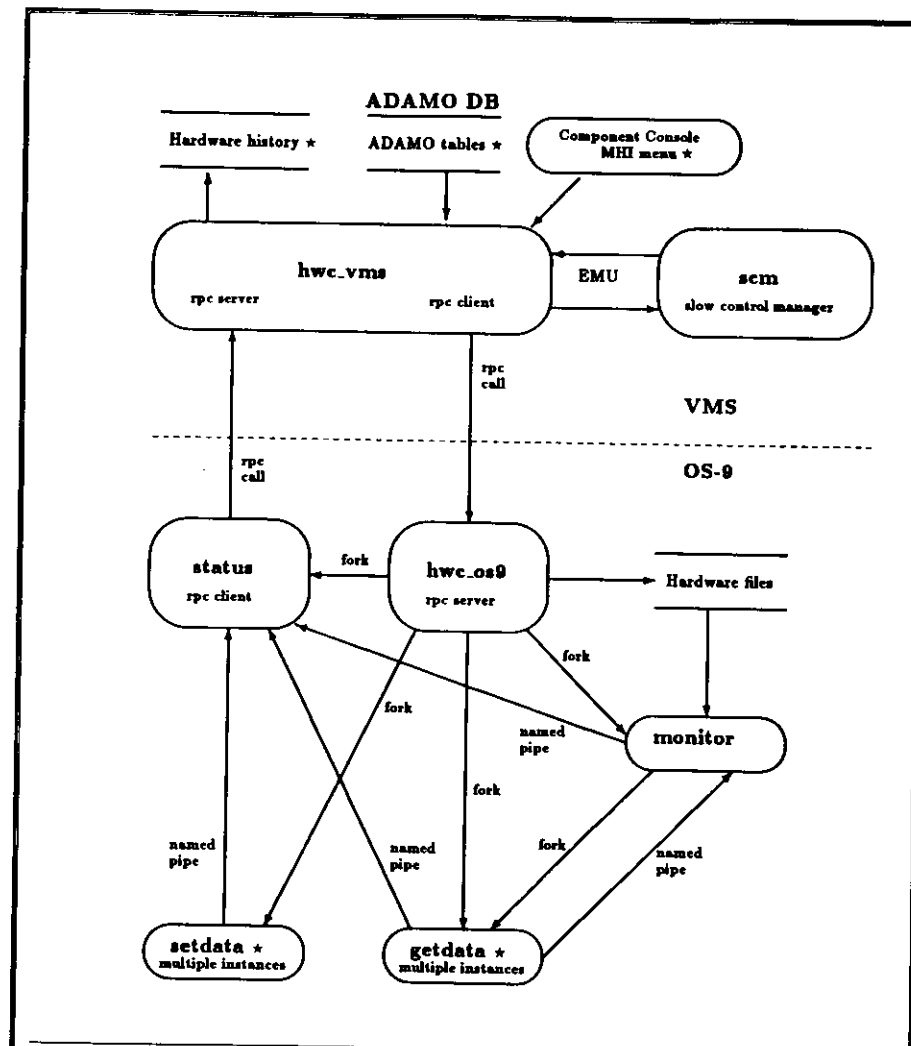 ADAMO DB
Hardware history ★
ADAMO tables ★
Component Console
MHI menu ★
hwc_vms
rpc server
rpc client
EMU
scm
slow control manager
rpc
call
VMS
OS-9
rpc
call
status
rpc client
fork
hwc_os9
rpc server
Hardware files
fork
fork
named
pipe
monitor
fork
named
pipe
named
pipe
fork
named
pipe
setdata ★
multiple instances
getdata ★
multiple instances